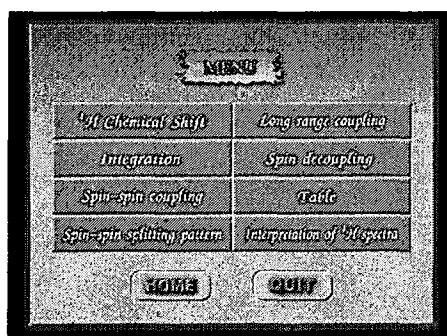 MENU
¹H Chemical Shift
Long range coupling
Integration
Spin decoupling
Spin-spin coupling
Table
Spin-spin splitting pattern
Interpretation of ¹H spectra
HOME
QUIT